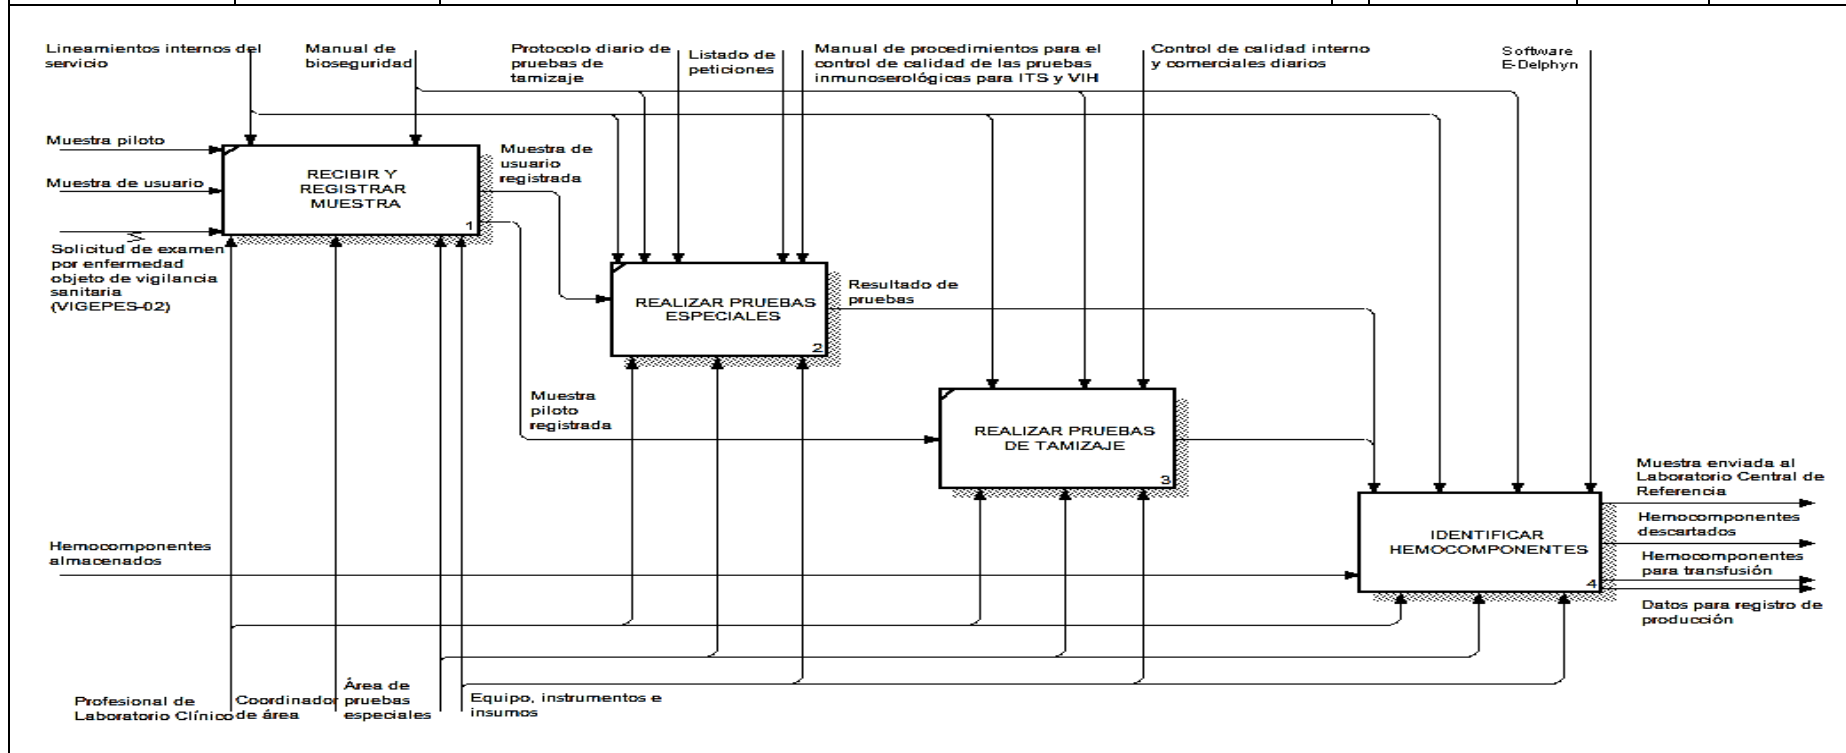 Lineamientos internos del
servicio
Manual de
bioseguridad
Protocolo diario de
pruebas de
tamizaje
Listado de
peticiones
Manual de procedimientos para el
control de calidad de las pruebas
inmunoserológicas para ITS y VIH
Control de calidad interno
y comerciales diarios
Software
E-Delphyn
Muestra piloto
Muestra de usuario
Solicitud de examen
por enfermedad
objeto de vigilancia
sanitaria
(VIGEPES-02)
RECIBIR Y
REGISTRAR
MUESTRA
1
Muestra de
usuario
registrada
REALIZAR PRUEBAS
ESPECIALES
2
Resultado de
pruebas
Muestra
piloto
registrada
REALIZAR PRUEBAS
DE TAMIZAJE
3
Hemocomponentes
almacenados
IDENTIFICAR
HEMOCOMPONENTES
4
Muestra enviada al
Laboratorio Central de
Referencia
Hemocomponentes
descartados
Hemocomponentes
para transfusión
Datos para registro de
producción
Profesional de
Laboratorio Clínico
Coordinador
de área
Área de
pruebas
especiales
Equipo, instrumentos e
insumos